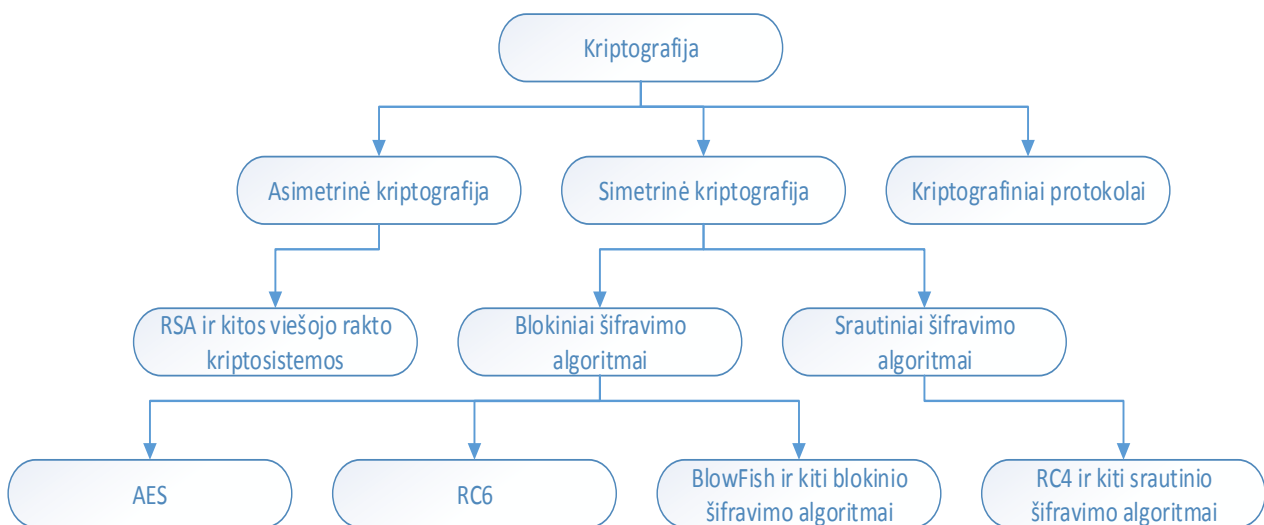 Kriptografija
Asimetrinė kriptografija
Simetrinė kriptografija
Kriptografiniai protokolai
RSA ir kitos viešojo rakto
kriptosistemos
Blokiniai šifravimo
algoritmai
Srautiniai šifravimo
algoritmai
AES
RC6
BlowFish ir kiti blokinio
šifravimo algoritmai
RC4 ir kiti srautinio
šifravimo algoritmai